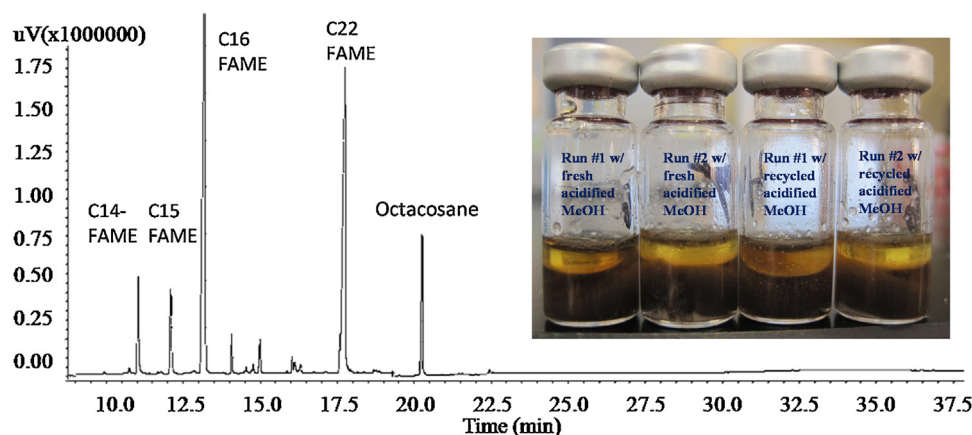 uV(x1000000)
1.75
1.50
1.25
1.00
0.75
0.50
0.25
0.00
C14-
FAME
C15
FAME
C16
FAME
C22
FAME
Octacosane
10.0 12.5 15.0 17.5 20.0 22.5 25.0 27.5 30.0 32.5 35.0 37.5
Time (min)
Run #1 w/
fresh
acidified
MeOH
Run #2 w/
fresh
acidified
MeOH
Run #1 w/
recycled
acidified
MeOH
Run #2 w/
recycled
acidified
MeOH